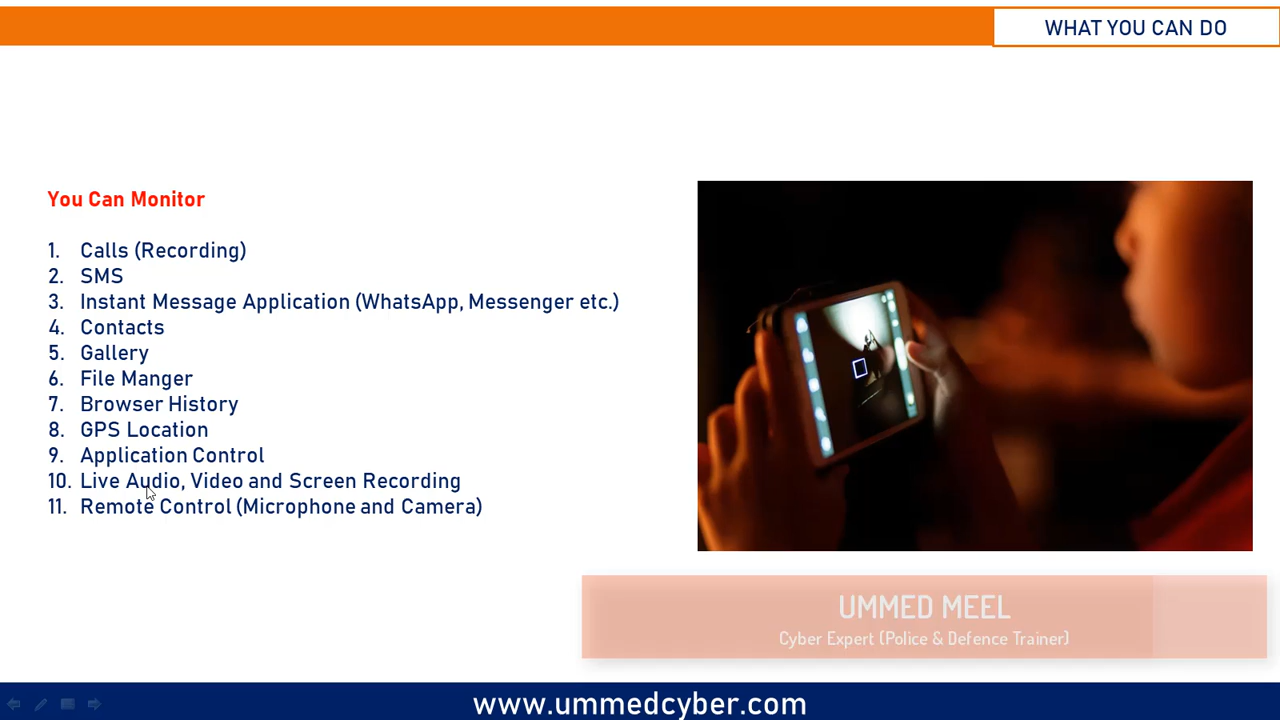 WHAT YOU CAN DO
You Can Monitor
1. Calls (Recording)
2. SMS
3. Instant Message Application (WhatsApp, Messenger etc.)
4. Contacts
5. Gallery
6. File Manger
7. Browser History
8. GPS Location
9. Application Control
10. Live Audio, Video and Screen Recording
11. Remote Control (Microphone and Camera)
UMMED MEEL
Cyber Expert (Police & Defence Trainer)
www.ummedcyber.com